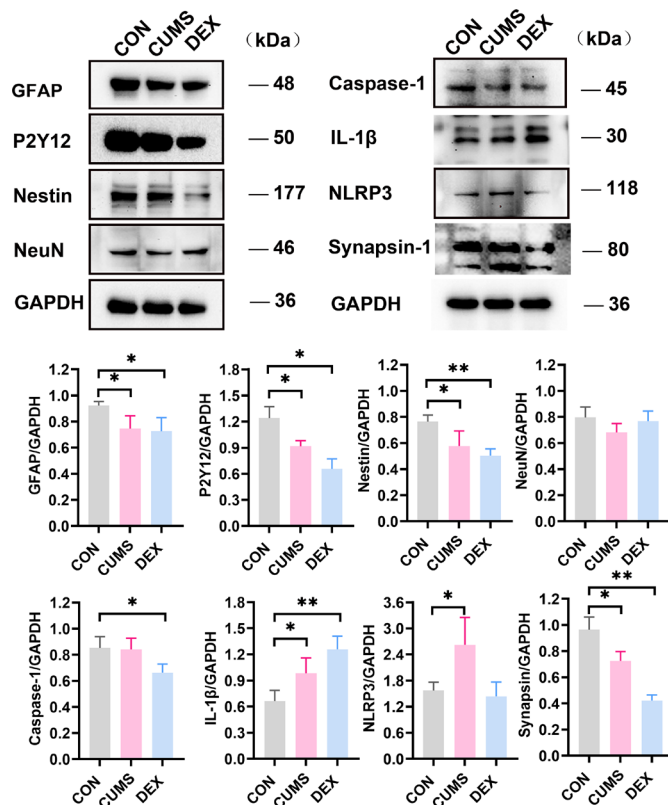 CON CUMS DEX (kDa)
GFAP — 48
P2Y12 — 50
Nestin — 177
NeuN — 46
GAPDH — 36
CON CUMS DEX (kDa)
Caspase-1 — 45
IL-1β — 30
NLRP3 — 118
Synapsin-1 — 80
GAPDH — 36
GFAP/GAPDH
1.2
1.0
0.8
0.6
0.4
0.2
0.0
*
*
CON CUMS DEX
P2Y12/GAPDH
1.8
1.5
1.2
0.9
0.6
0.3
0.0
*
*
CON CUMS DEX
Nestin/GAPDH
1.2
1.0
0.8
0.6
0.4
0.2
0.0
**
*
CON CUMS DEX
NeuN/GAPDH
1.2
1.0
0.8
0.6
0.4
0.2
0.0
CON CUMS DEX
Caspase-1/GAPDH
1.2
1.0
0.8
0.6
0.4
0.2
0.0
*
CON CUMS DEX
IL-1β/GAPDH
1.8
1.5
1.2
0.9
0.6
0.3
0.0
**
*
CON CUMS DEX
NLRP3/GAPDH
3.6
3.0
2.4
1.8
1.2
0.6
0.0
*
CON CUMS DEX
Synapsin/GAPDH
1.2
1.0
0.8
0.6
0.4
0.2
0.0
**
*
CON CUMS DEX